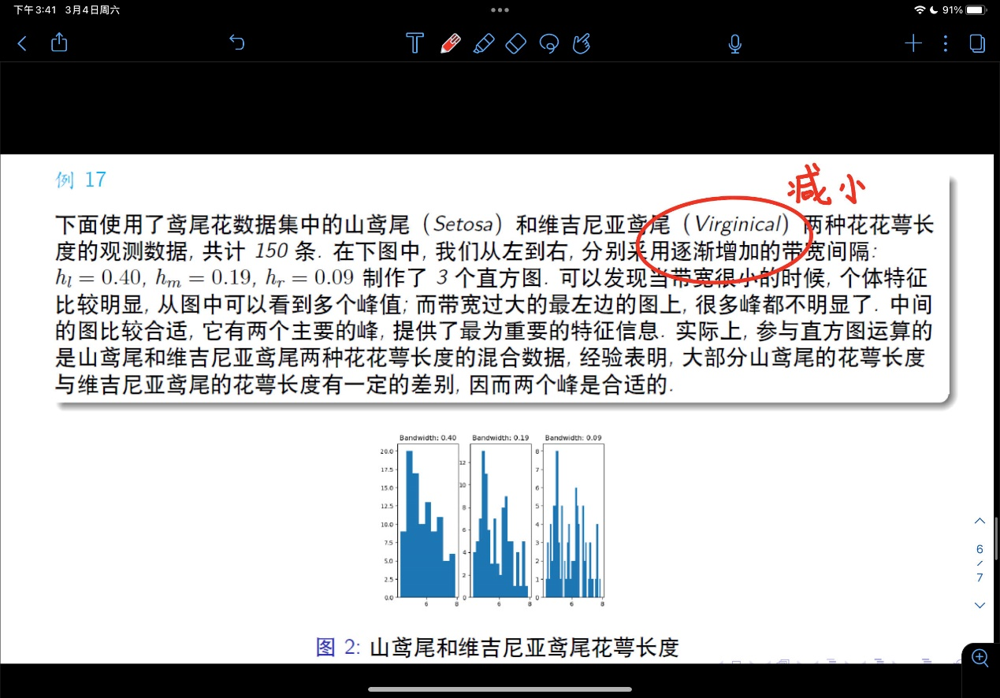 下午3:41 3月4日周六
91%
例 17
减小
下面使用了鸢尾花数据集中的山鸢尾（Setosa）和维吉尼亚鸢尾（Virginical）两种花花萼长
度的观测数据, 共计 150 条. 在下图中, 我们从左到右, 分别采用逐渐增加的带宽间隔:
hl = 0.40, hm = 0.19, hr = 0.09 制作了 3 个直方图. 可以发现当带宽很小的时候, 个体特征
比较明显, 从图中可以看到多个峰值; 而带宽过大的最左边的图上, 很多峰都不明显了. 中间
的图比较合适, 它有两个主要的峰, 提供了最为重要的特征信息. 实际上, 参与直方图运算的
是山鸢尾和维吉尼亚鸢尾两种花花萼长度的混合数据, 经验表明, 大部分山鸢尾的花萼长度
与维吉尼亚鸢尾的花萼长度有一定的差别, 因而两个峰是合适的.
Bandwidth: 0.40
20.0
17.5
15.0
12.5
10.0
7.5
5.0
2.5
0.0
6 8
Bandwidth: 0.19
12
10
8
6
4
2
0
6 8
Bandwidth: 0.09
8
7
6
5
4
3
2
1
0
6 8
图 2: 山鸢尾和维吉尼亚鸢尾花萼长度
6
/
7